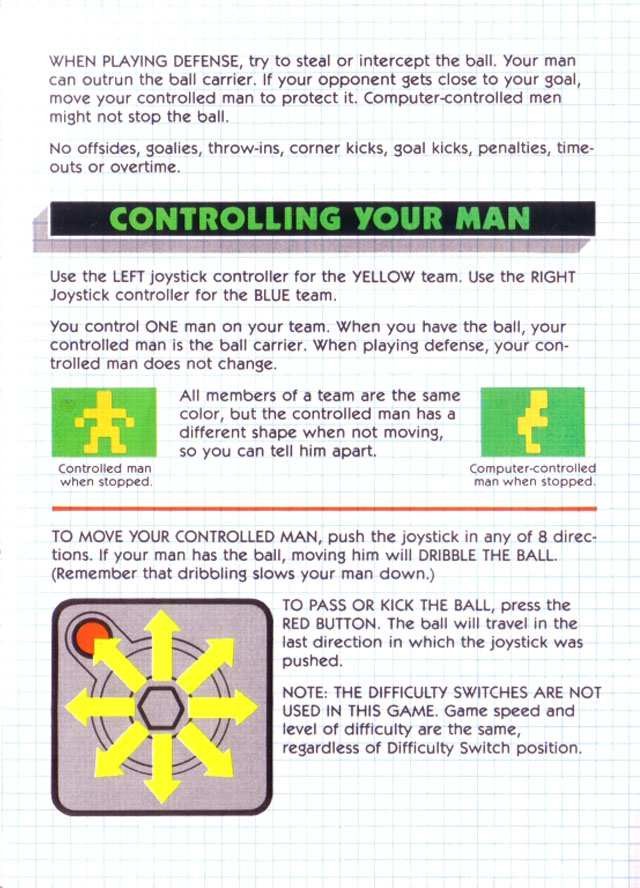 WHEN PLAYING DEFENSE, try to steal or intercept the ball. Your man
can outrun the ball carrier. If your opponent gets close to your goal,
move your controlled man to protect it. Computer-controlled men
might not stop the ball.
No offsides, goalies, throw-ins, corner kicks, goal kicks, penalties, time-
outs or overtime.
CONTROLLING YOUR MAN
Use the LEFT joystick controller for the YELLOW team. Use the RIGHT
Joystick controller for the BLUE team.
You control ONE man on your team. When you have the ball, your
controlled man is the ball carrier. When playing defense, your con-
trolled man does not change.
All members of a team are the same
color, but the controlled man has a
different shape when not moving,
so you can tell him apart.
Controlled man
when stopped.
Computer-controlled
man when stopped.
TO MOVE YOUR CONTROLLED MAN, push the joystick in any of 8 direc-
tions. If your man has the ball, moving him will DRIBBLE THE BALL.
(Remember that dribbling slows your man down.)
TO PASS OR KICK THE BALL, press the
RED BUTTON. The ball will travel in the
last direction in which the joystick was
pushed.
NOTE: THE DIFFICULTY SWITCHES ARE NOT
USED IN THIS GAME. Game speed and
level of difficulty are the same,
regardless of Difficulty Switch position.